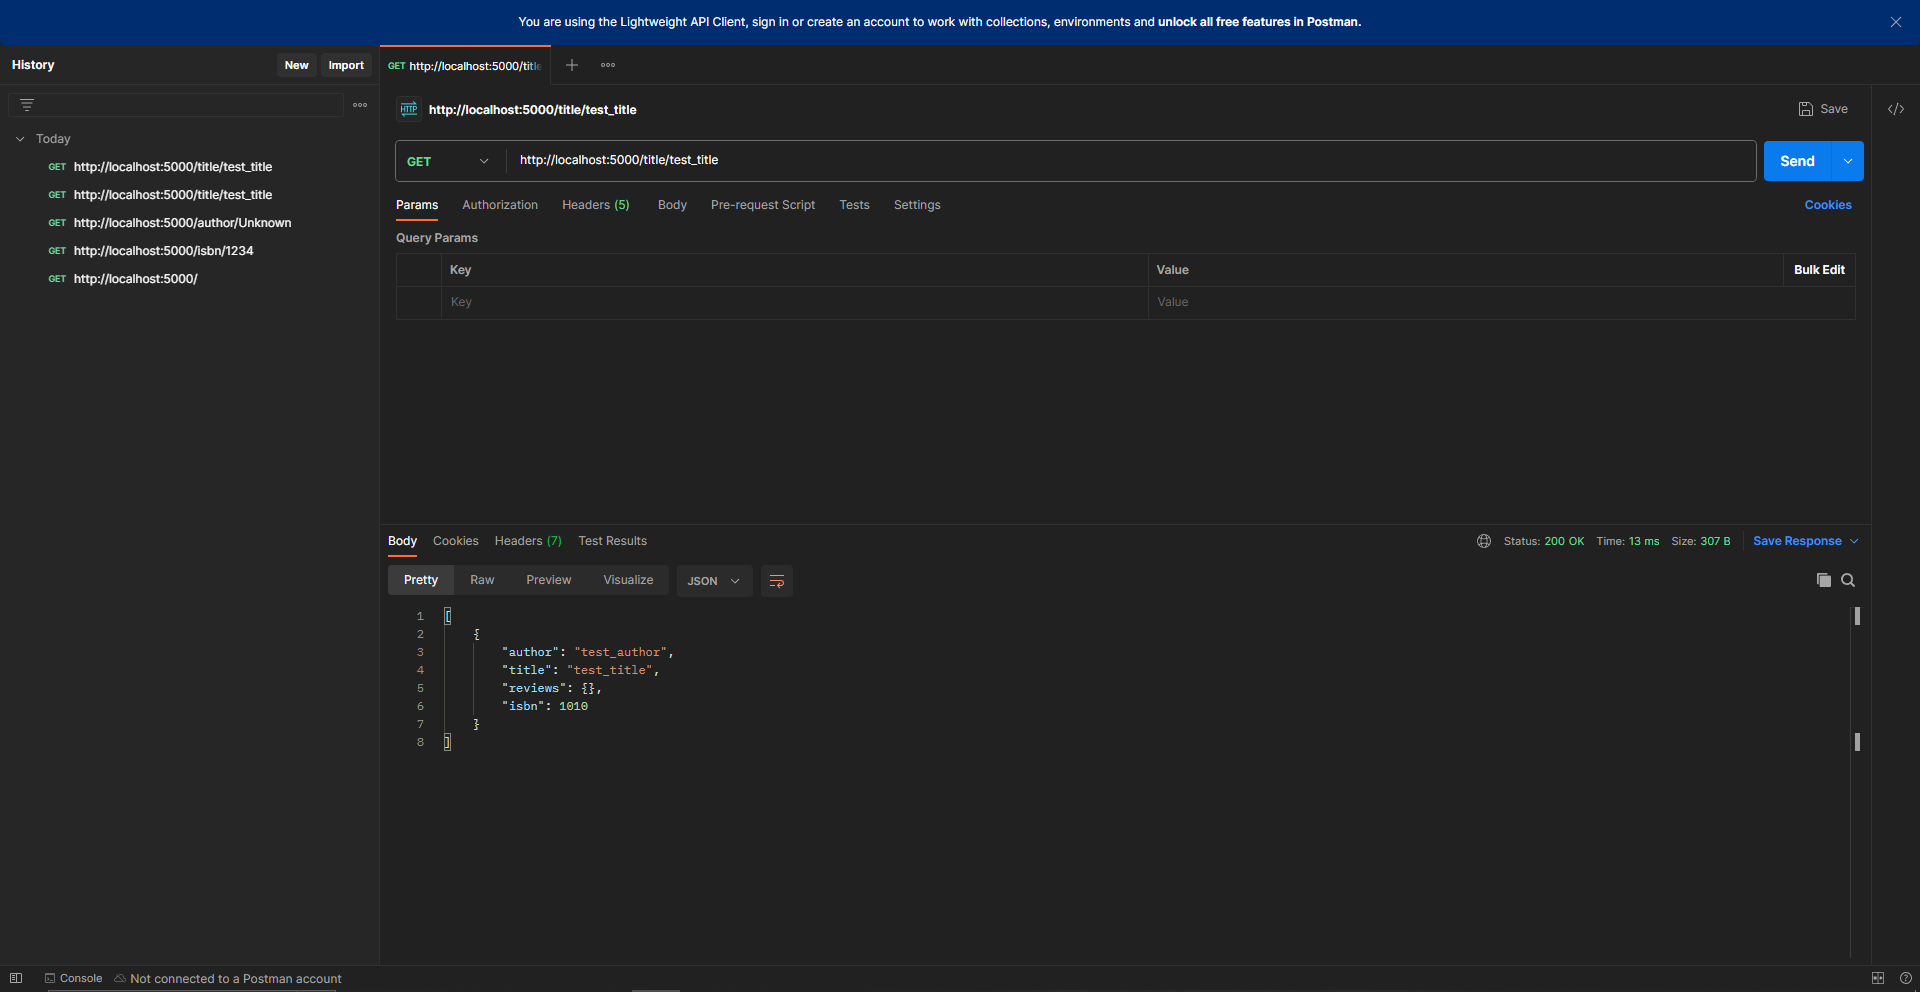 You are using the Lightweight API Client, sign in or create an account to work with collections, environments and unlock all free features in Postman.
History
New
Import
GET http://localhost:5000/title
http://localhost:5000/title/test_title
Save
Today
GET http://localhost:5000/title/test_title
GET http://localhost:5000/title/test_title
GET http://localhost:5000/author/Unknown
GET http://localhost:5000/isbn/1234
GET http://localhost:5000/
HTTP
GET
http://localhost:5000/title/test_title
Send
Params Authorization Headers (5) Body Pre-request Script Tests Settings Cookies
Query Params
Key Value Bulk Edit
Key Value
Body Cookies Headers (7) Test Results
Status: 200 OK Time: 13 ms Size: 307 B Save Response
Pretty Raw Preview Visualize JSON
1 [
2 {
3 "author": "test_author",
4 "title": "test_title",
5 "reviews": {},
6 "isbn": 1010
7 }
8 ]
Console Not connected to a Postman account